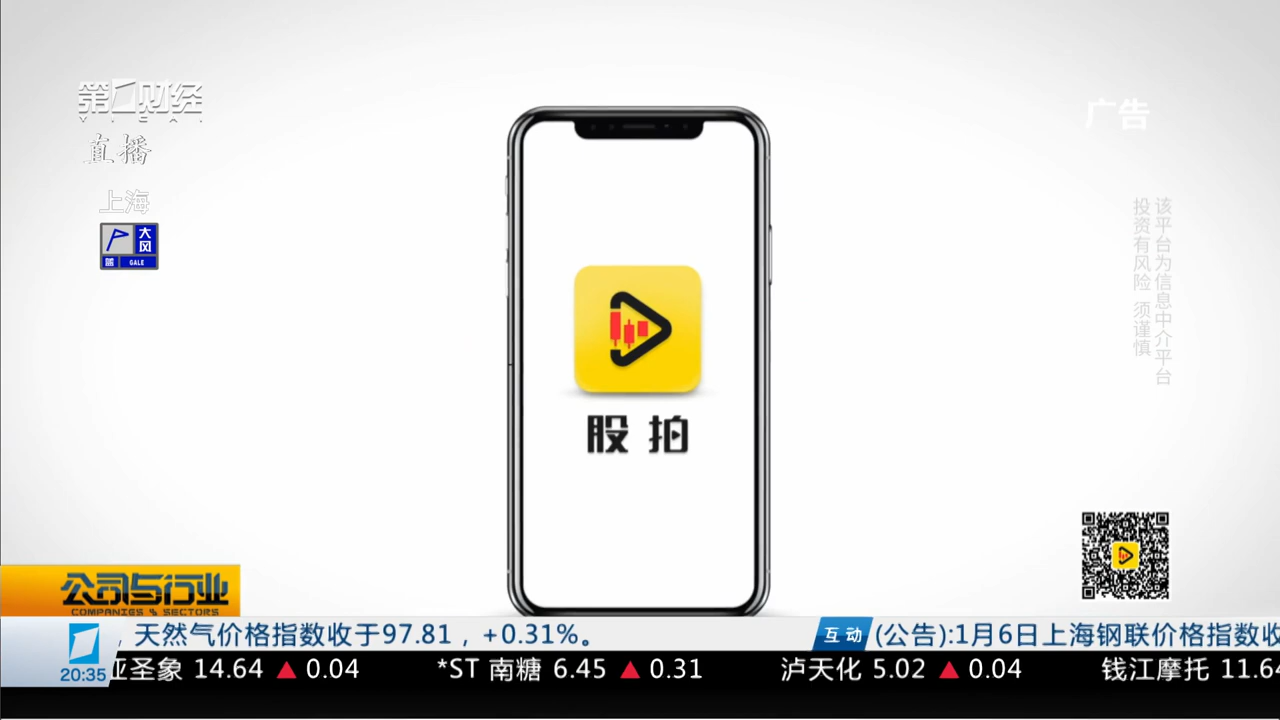 第1财经
YICAI
直播
上海
大风
蓝 GALE
广告
该平台为信息中介平台
投资有风险 须谨慎
股拍
公司与行业
COMPANIES & SECTORS
，天然气价格指数收于97.81，+0.31%。
互动
(公告):1月6日上海钢联价格指数收
20:35
亚圣象 14.64 ▲ 0.04 *ST 南糖 6.45 ▲ 0.31 泸天化 5.02 ▲ 0.04 钱江摩托 11.64